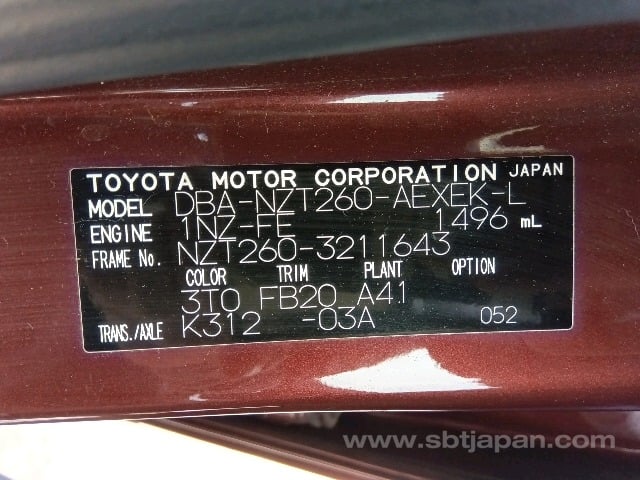 TOYOTA MOTOR CORPORATION JAPAN
MODEL DBA-NZT260-AEXEK-L
ENGINE 1NZ-FE 1496 mL
FRAME No. NZT260-3211643
COLOR TRIM PLANT OPTION
3T0 FB20 A41
TRANS./AXLE K312 -03A 052
www.sbtjapan.com